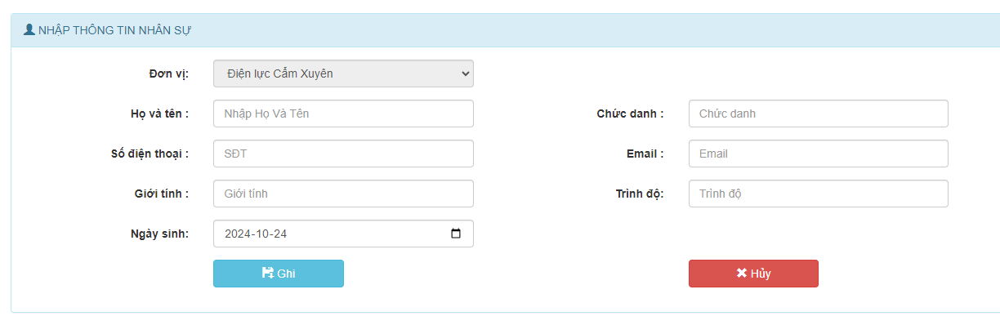 NHẬP THÔNG TIN NHÂN SỰ
Đơn vị: Điện lực Cẩm Xuyên
Họ và tên : Nhập Họ Và Tên Chức danh : Chức danh
Số điện thoại : SĐT Email : Email
Giới tính : Giới tính Trình độ: Trình độ
Ngày sinh: 2024-10-24
Ghi Hủy